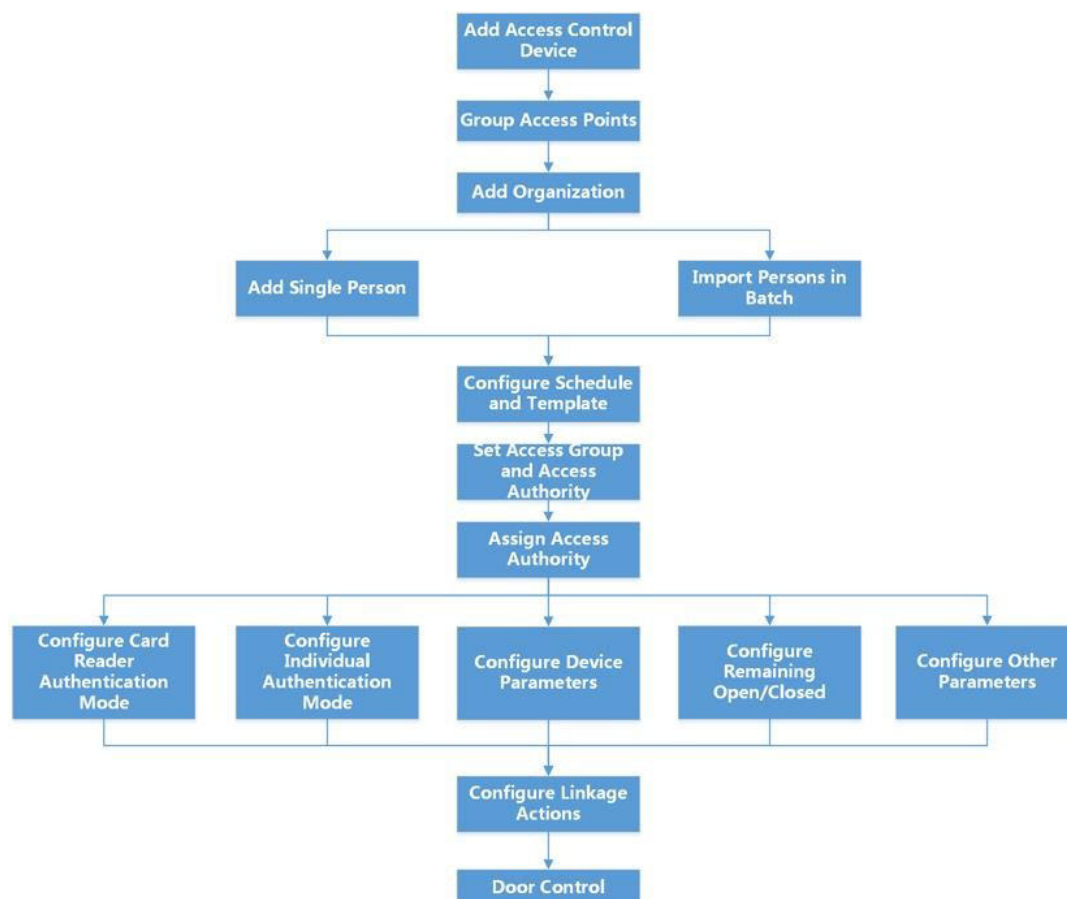 Add Access Control
Device
Group Access Points
Add Organization
Add Single Person
Import Persons in
Batch
Configure Schedule
and Template
Set Access Group
and Access
Authority
Assign Access
Authority
Configure Card
Reader
Authentication
Mode
Configure
Individual
Authentication
Mode
Configure Device
Parameters
Configure
Remaining
Open/Closed
Configure Other
Parameters
Configure Linkage
Actions
Door Control